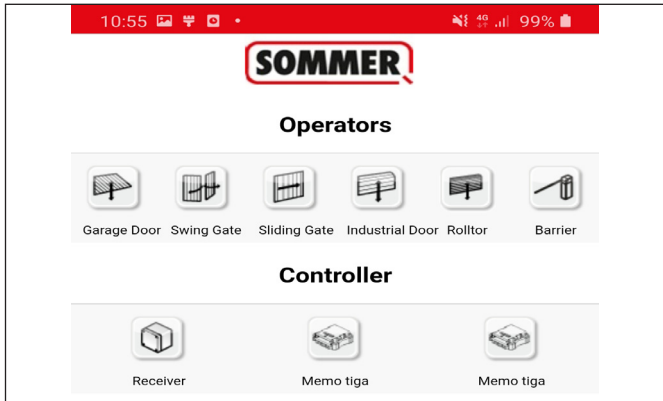 10:55 4G 99%
SOMMER
Operators
Garage Door Swing Gate Sliding Gate Industrial Door Rolltor Barrier
Controller
Receiver Memo tiga Memo tiga